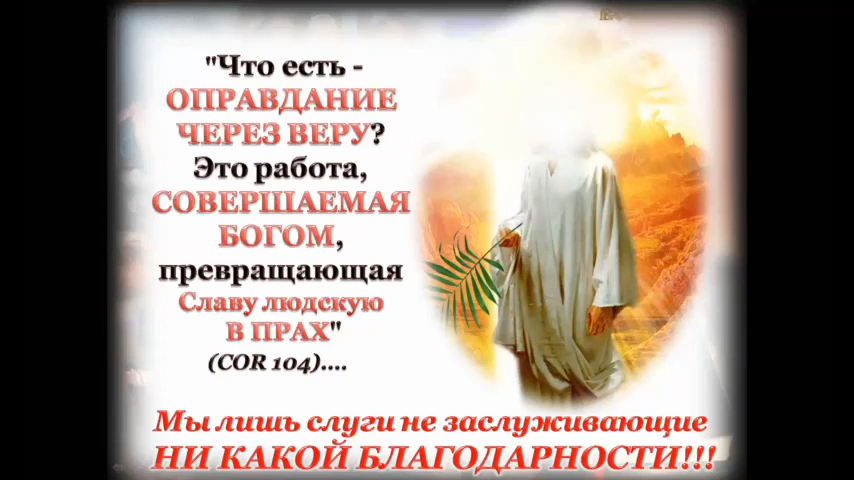 "Что есть -
ОПРАВДАНИЕ
ЧЕРЕЗ ВЕРУ?
Это работа,
СОВЕРШАЕМАЯ
БОГОМ,
превращающая
Славу людскую
В ПРАХ"
(COR 104)....
Мы лишь слуги не заслуживающие
НИ КАКОЙ БЛАГОДАРНОСТИ!!!